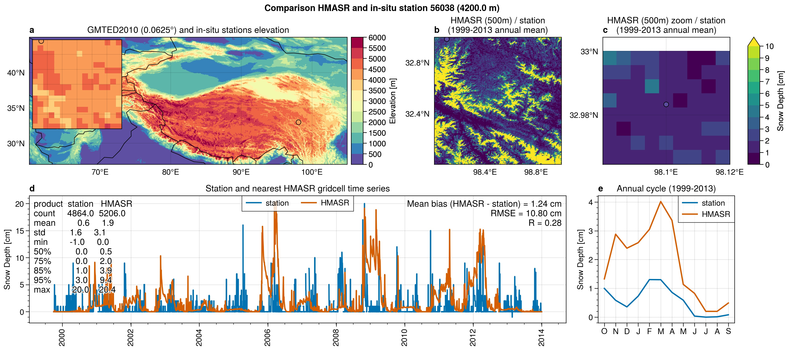 Comparison HMASR and in-situ station 56038 (4200.0 m)
a GMTED2010 (0.0625°) and in-situ stations elevation
45°N
40°N
35°N
30°N
70°E
85°E
100°E
6000
5500
5000
4500
4000
3500
3000
2500
2000
1500
1000
500
0
Elevation [m]
HMASR (500m) / station
b (1999-2013 annual mean)
32.8°N
32.4°N
98.4°E 98.8°E
HMASR (500m) zoom / station
c (1999-2013 annual mean)
33°N
32.98°N
98.1°E 98.12°E
10
9
8
7
6
5
4
3
2
1
0
Snow Depth [cm]
d Station and nearest HMASR gridcell time series
station HMASR
product station HMASR
count 4864.0 5206.0
mean 0.6 1.9
std 1.6 3.1
min -1.0 0.0
50% 0.0 0.5
75% 0.0 2.0
85% 1.0 3.9
95% 3.0 9.4
max 20.0 20.4
Mean bias (HMASR - station) = 1.24 cm
RMSE = 10.80 cm
R = 0.28
Snow Depth [cm]
20
15
10
5
0
2000
2002
2004
2006
2008
2010
2012
2014
e Annual cycle (1999-2013)
station
HMASR
Snow Depth [cm]
4
3
2
1
0
O N D J F M A M J J A S